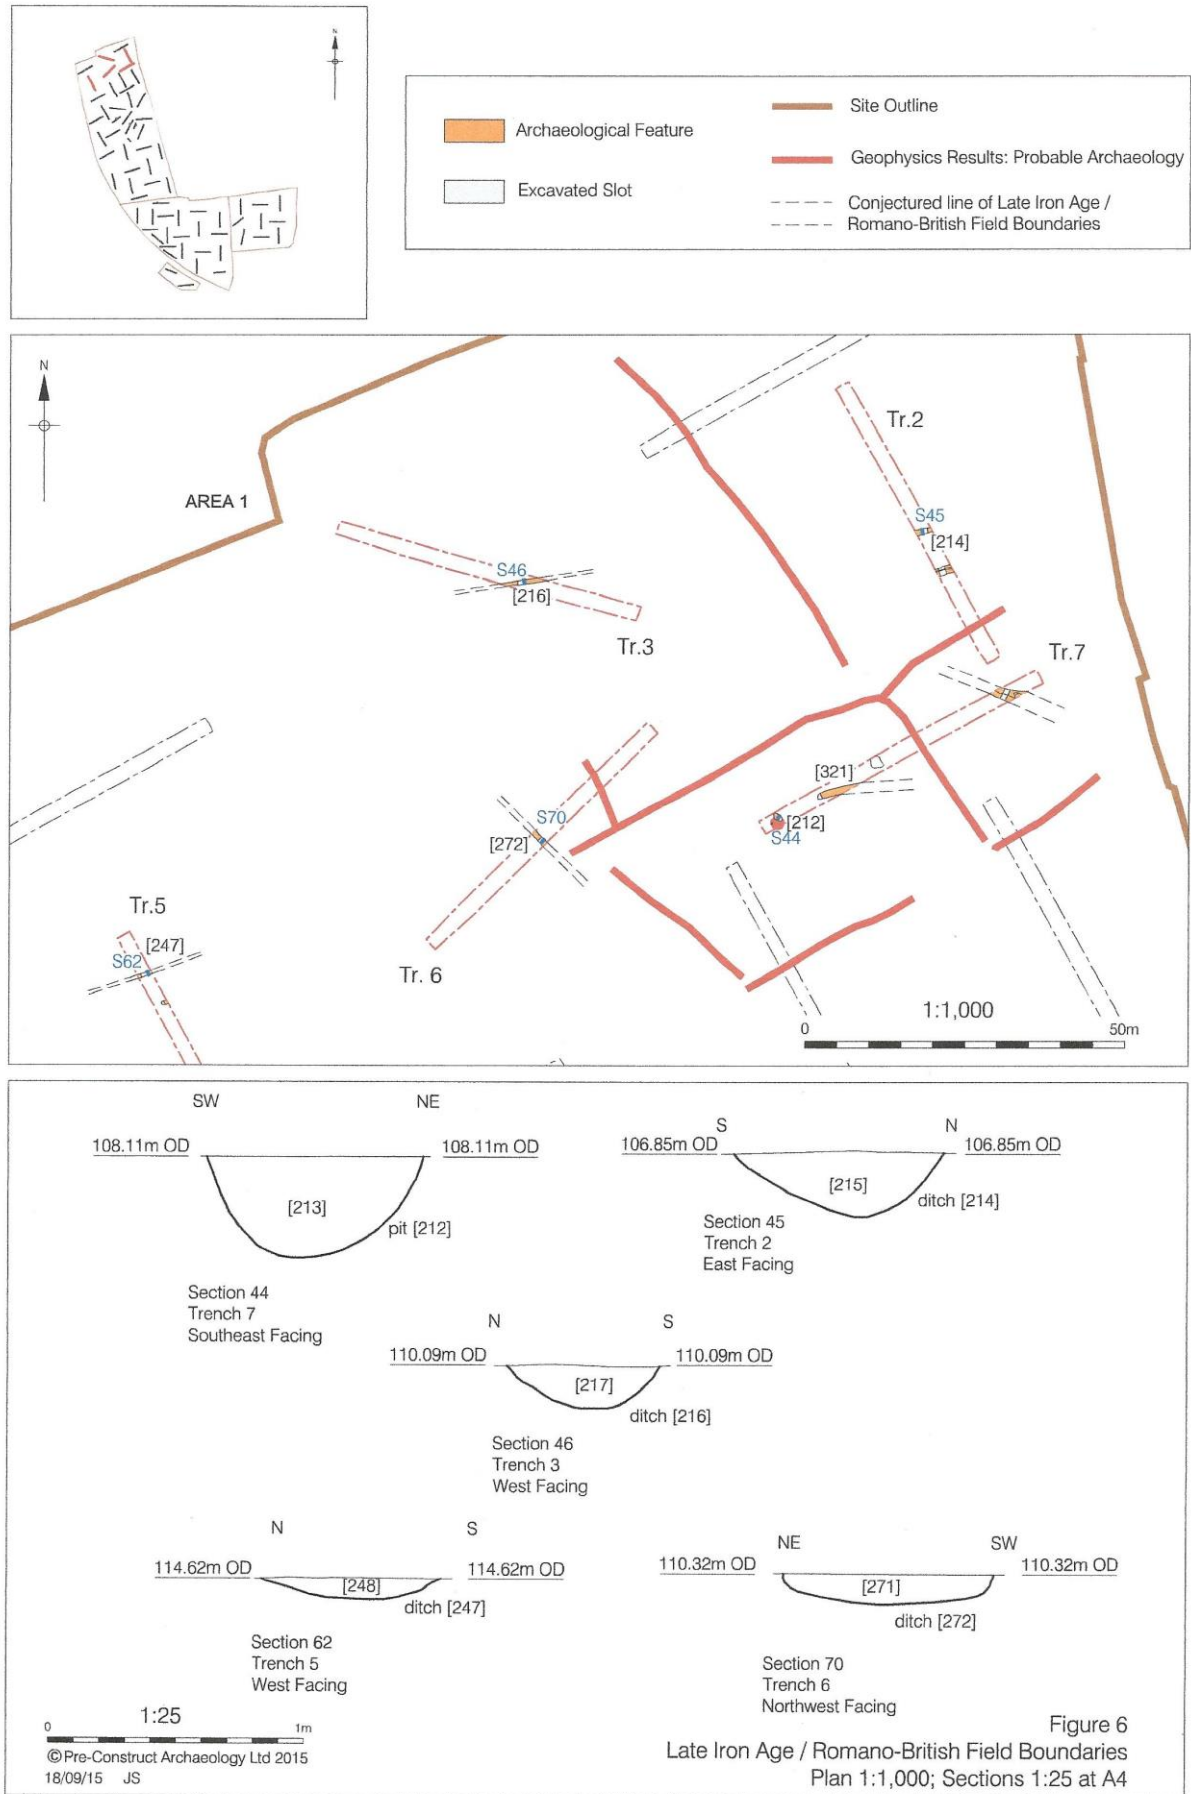 N
Archaeological Feature
Excavated Slot
Site Outline
Geophysics Results: Probable Archaeology
Conjectured line of Late Iron Age /
Romano-British Field Boundaries
N
AREA 1
Tr.2
S45
[214]
S46
[216]
Tr.3
Tr.7
[321]
[212]
S44
S70
[272]
Tr.5
[247]
S62
Tr. 6
1:1,000
0 50m
SW NE
108.11m OD 108.11m OD
[213]
pit [212]
Section 44
Trench 7
Southeast Facing
S N
106.85m OD 106.85m OD
[215]
ditch [214]
Section 45
Trench 2
East Facing
N S
110.09m OD 110.09m OD
[217]
ditch [216]
Section 46
Trench 3
West Facing
N S
114.62m OD 114.62m OD
[248]
ditch [247]
Section 62
Trench 5
West Facing
NE SW
110.32m OD 110.32m OD
[271]
ditch [272]
Section 70
Trench 6
Northwest Facing
1:25
0 1m
©Pre-Construct Archaeology Ltd 2015
18/09/15 JS
Figure 6
Late Iron Age / Romano-British Field Boundaries
Plan 1:1,000; Sections 1:25 at A4